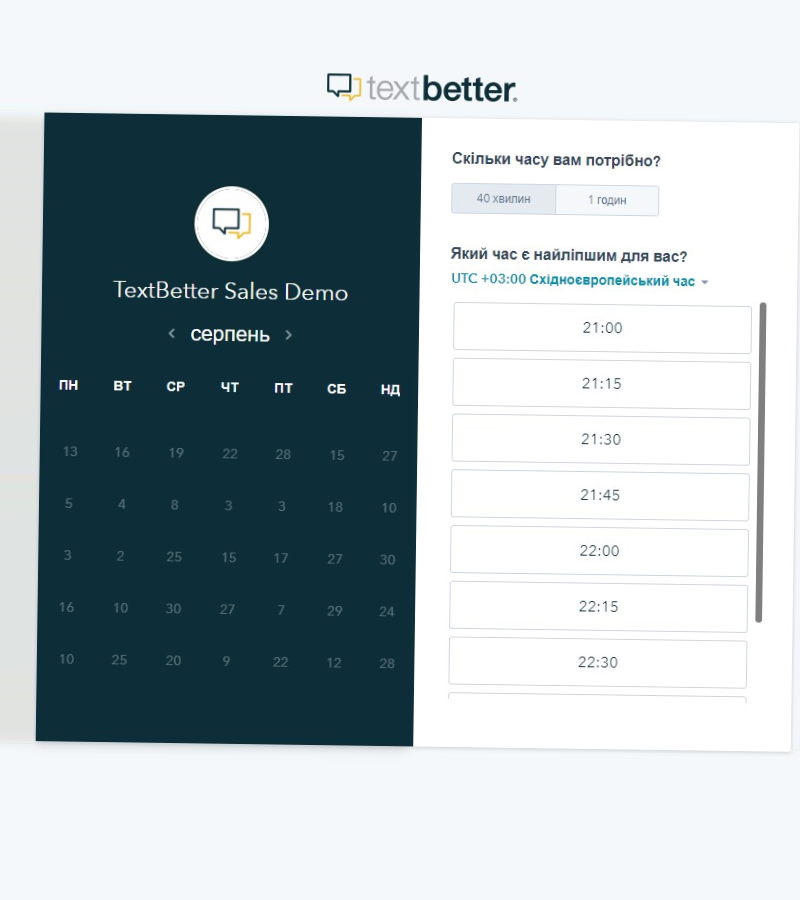 textbetter.
TextBetter Sales Demo
серпень
ПН ВТ СР ЧТ ПТ СБ НД
13 16 19 22 28 15 27
5 4 8 3 3 18 10
3 2 25 15 17 27 30
16 10 30 27 7 29 24
10 25 20 9 22 12 28
Скільки часу вам потрібно?
40 хвилин 1 годин
Який час є найліпшим для вас?
UTC +03:00 Східноєвропейський час
21:00
21:15
21:30
21:45
22:00
22:15
22:30